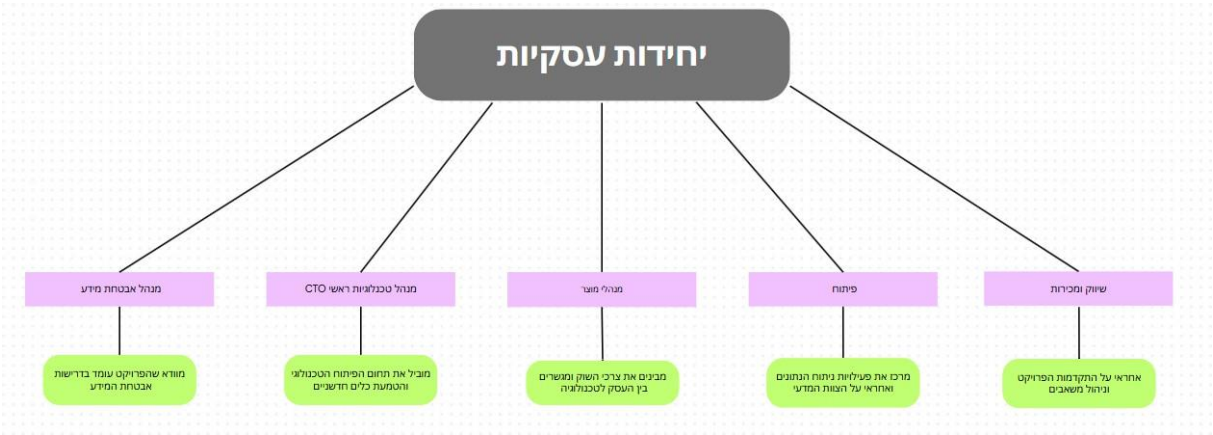 יחידות עסקיות
שיווק ומכירות
פיתוח
מנהלי מוצר
מנהל טכנולוגיות ראשי CTO
מנהל אבטחת מידע
אחראי על התקדמות הפרויקט
וניהול משאבים
מרכז את פעילויות ניתוח הנתונים
ואחראי על הצוות המדעי
מבינים את צרכי השוק ומגשרים
בין העסק לטכנולוגיה
מוביל את תחום הפיתוח הטכנולוגי
והטמעת כלים חדשניים
מוודא שהפרויקט עומד בדרישות
אבטחת המידע